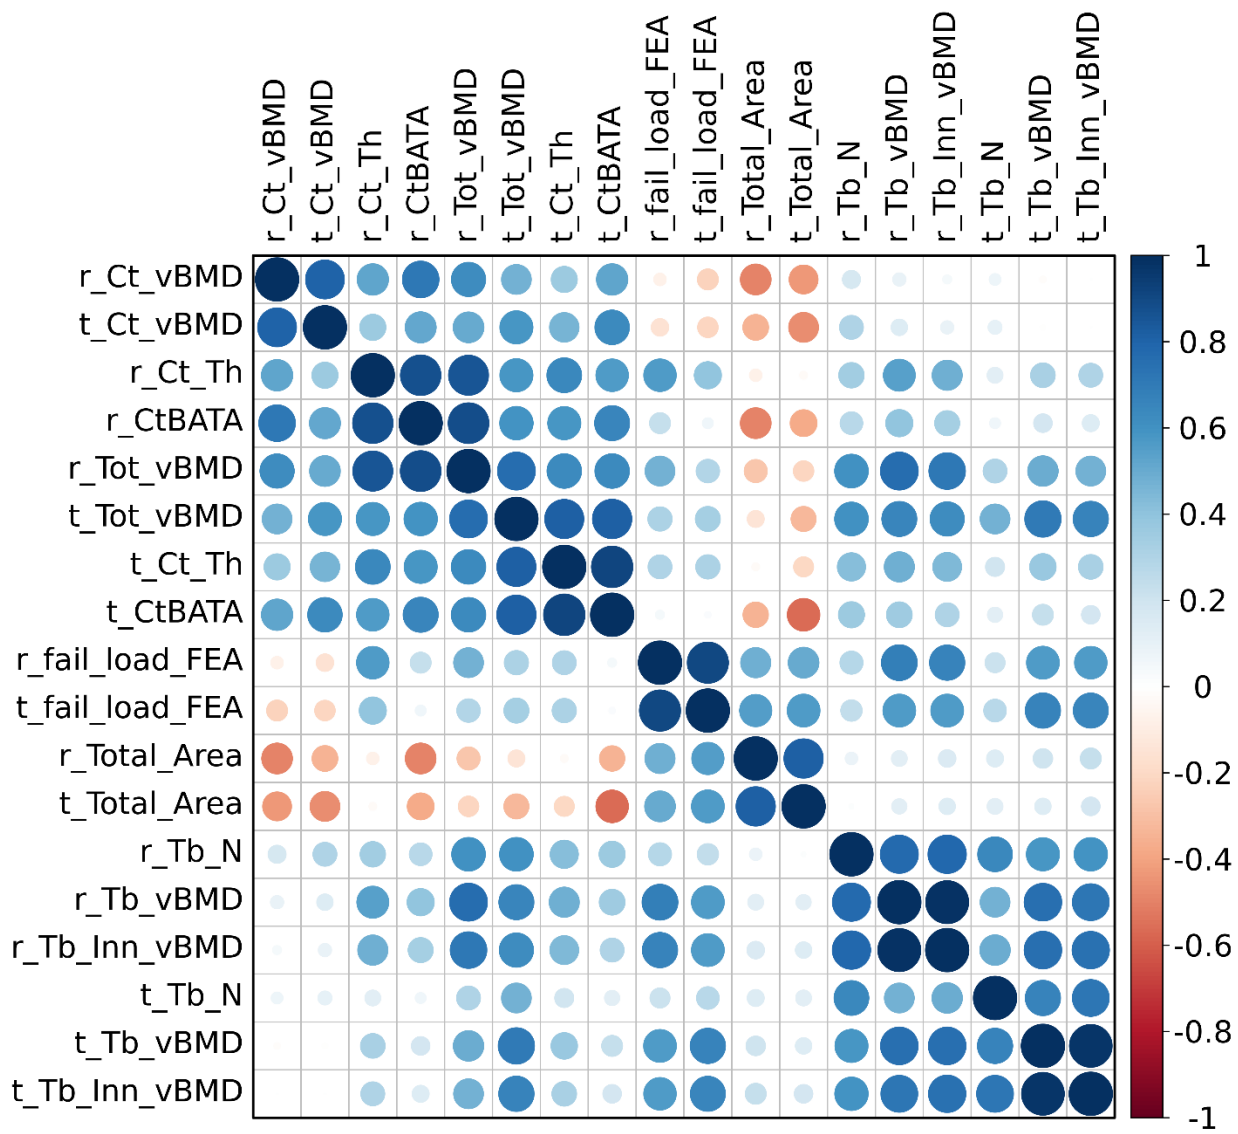 r_Ct_vBMD
t_Ct_vBMD
r_Ct_Th
r_CtBATA
r_Tot_vBMD
t_Tot_vBMD
t_Ct_Th
t_CtBATA
r_fail_load_FEA
t_fail_load_FEA
r_Total_Area
t_Total_Area
r_Tb_N
r_Tb_vBMD
r_Tb_Inn_vBMD
t_Tb_N
t_Tb_vBMD
t_Tb_Inn_vBMD
r_Ct_vBMD
t_Ct_vBMD
r_Ct_Th
r_CtBATA
r_Tot_vBMD
t_Tot_vBMD
t_Ct_Th
t_CtBATA
r_fail_load_FEA
t_fail_load_FEA
r_Total_Area
t_Total_Area
r_Tb_N
r_Tb_vBMD
r_Tb_Inn_vBMD
t_Tb_N
t_Tb_vBMD
t_Tb_Inn_vBMD
1
0.8
0.6
0.4
0.2
0
-0.2
-0.4
-0.6
-0.8
-1